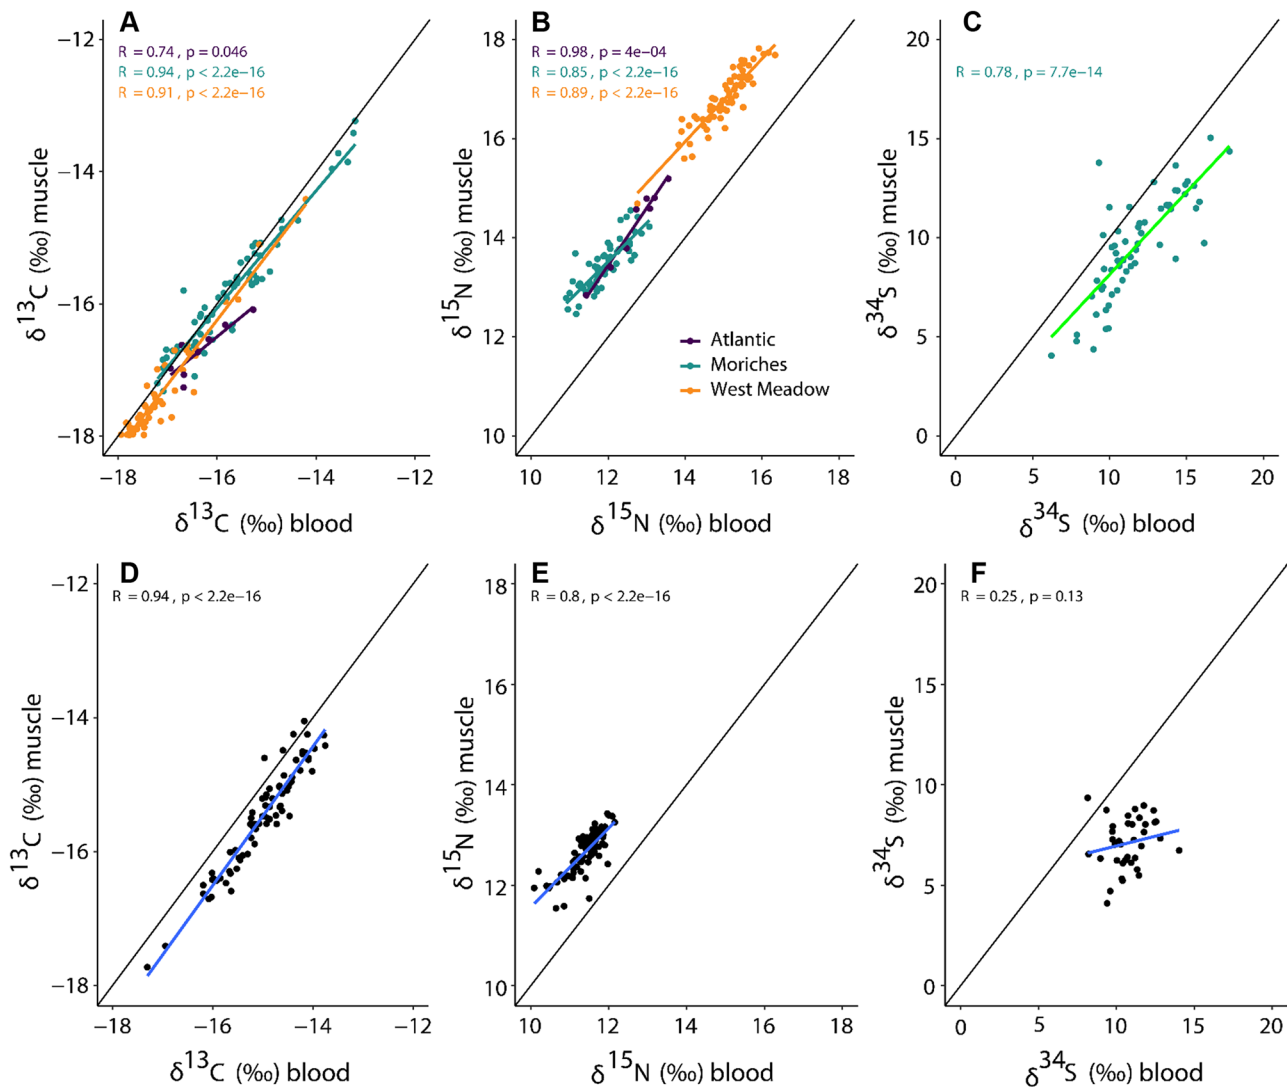 A
R = 0.74 , p = 0.046
R = 0.94 , p < 2.2e−16
R = 0.91 , p < 2.2e−16
−12
−14
−16
−18
δ13C (‰) muscle
−18 −16 −14 −12
δ13C (‰) blood
B
R = 0.98 , p = 4e−04
R = 0.85 , p < 2.2e−16
R = 0.89 , p < 2.2e−16
18
16
14
12
10
δ15N (‰) muscle
Atlantic
Moriches
West Meadow
10 12 14 16 18
δ15N (‰) blood
C
R = 0.78 , p = 7.7e−14
20
15
10
5
0
δ34S (‰) muscle
0 5 10 15 20
δ34S (‰) blood
D
R = 0.94 , p < 2.2e−16
−12
−14
−16
−18
δ13C (‰) muscle
−18 −16 −14 −12
δ13C (‰) blood
E
R = 0.8 , p < 2.2e−16
18
16
14
12
10
δ15N (‰) muscle
10 12 14 16 18
δ15N (‰) blood
F
R = 0.25 , p = 0.13
20
15
10
5
0
δ34S (‰) muscle
0 5 10 15 20
δ34S (‰) blood